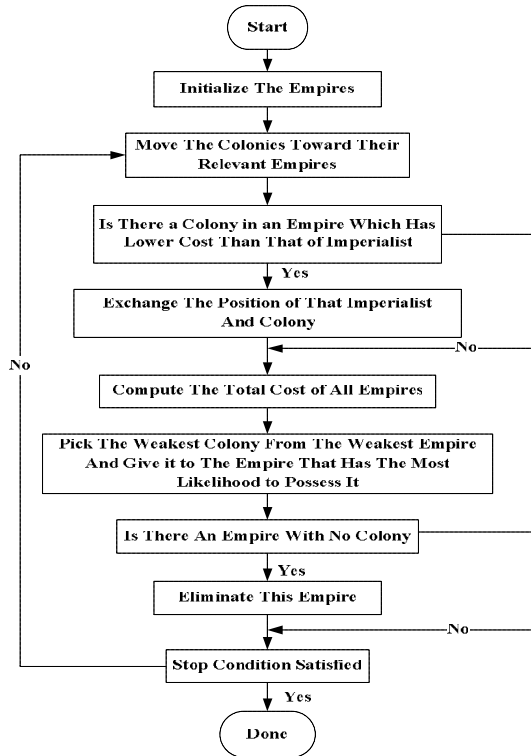 Start
Initialize The Empires
Move The Colonies Toward Their
Relevant Empires
Is There a Colony in an Empire Which Has
Lower Cost Than That of Imperialist
Yes
Exchange The Position of That Imperialist
And Colony
No
No
Compute The Total Cost of All Empires
Pick The Weakest Colony From The Weakest Empire
And Give it to The Empire That Has The Most
Likelihood to Possess It
Is There An Empire With No Colony
Yes
Eliminate This Empire
No
Stop Condition Satisfied
Yes
Done